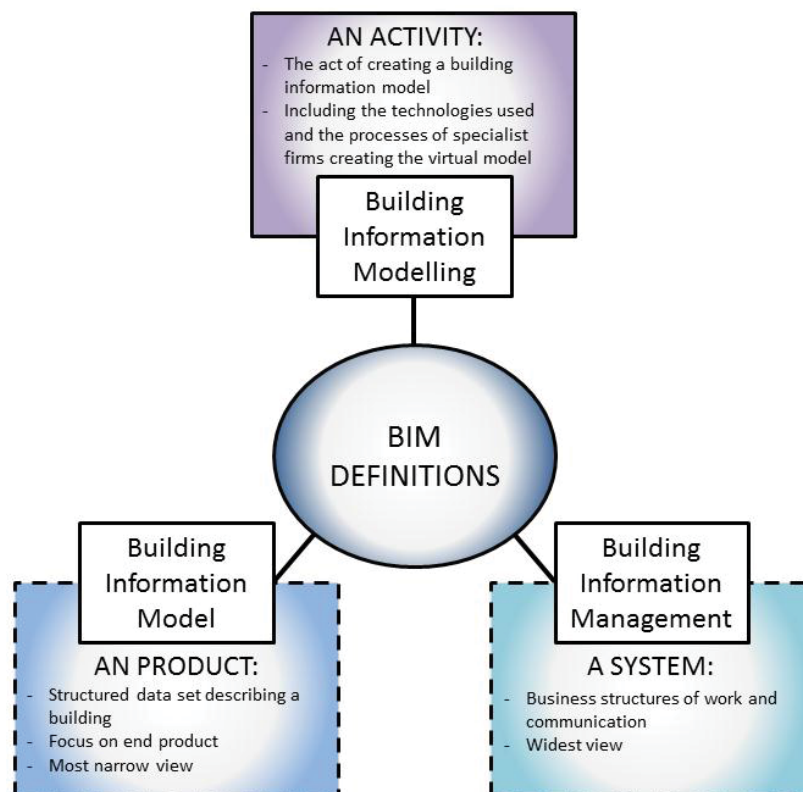 AN ACTIVITY:
- The act of creating a building
information model
- Including the technologies used
and the processes of specialist
firms creating the virtual model
Building
Information
Modelling
BIM
DEFINITIONS
Building
Information
Model
AN PRODUCT:
- Structured data set describing a
building
- Focus on end product
- Most narrow view
Building
Information
Management
A SYSTEM:
- Business structures of work and
communication
- Widest view